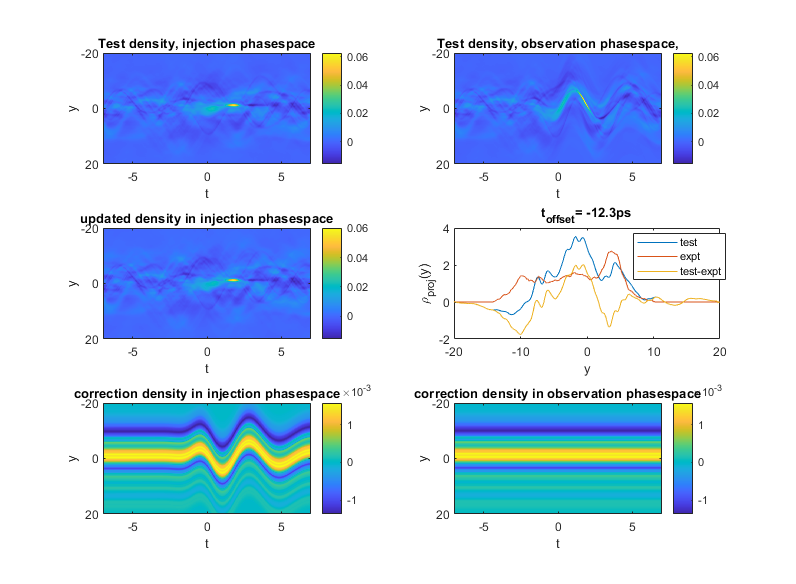 Test density, injection phasespace
-20
0
20
y
-5
0
5
t
0.06
0.04
0.02
0
Test density, observation phasespace,
-20
0
20
y
-5
0
5
t
0.06
0.04
0.02
0
updated density in injection phasespace
-20
0
20
y
-5
0
5
t
0.06
0.04
0.02
0
t_offset= -12.3ps
4
2
0
-2
ρ_proj(y)
-20
-10
0
10
20
y
test
expt
test-expt
correction density in injection phasespace ×10⁻³
-20
0
20
y
-5
0
5
t
1
0
-1
correction density in observation phasespace 10⁻³
-20
0
20
y
-5
0
5
t
1
0
-1